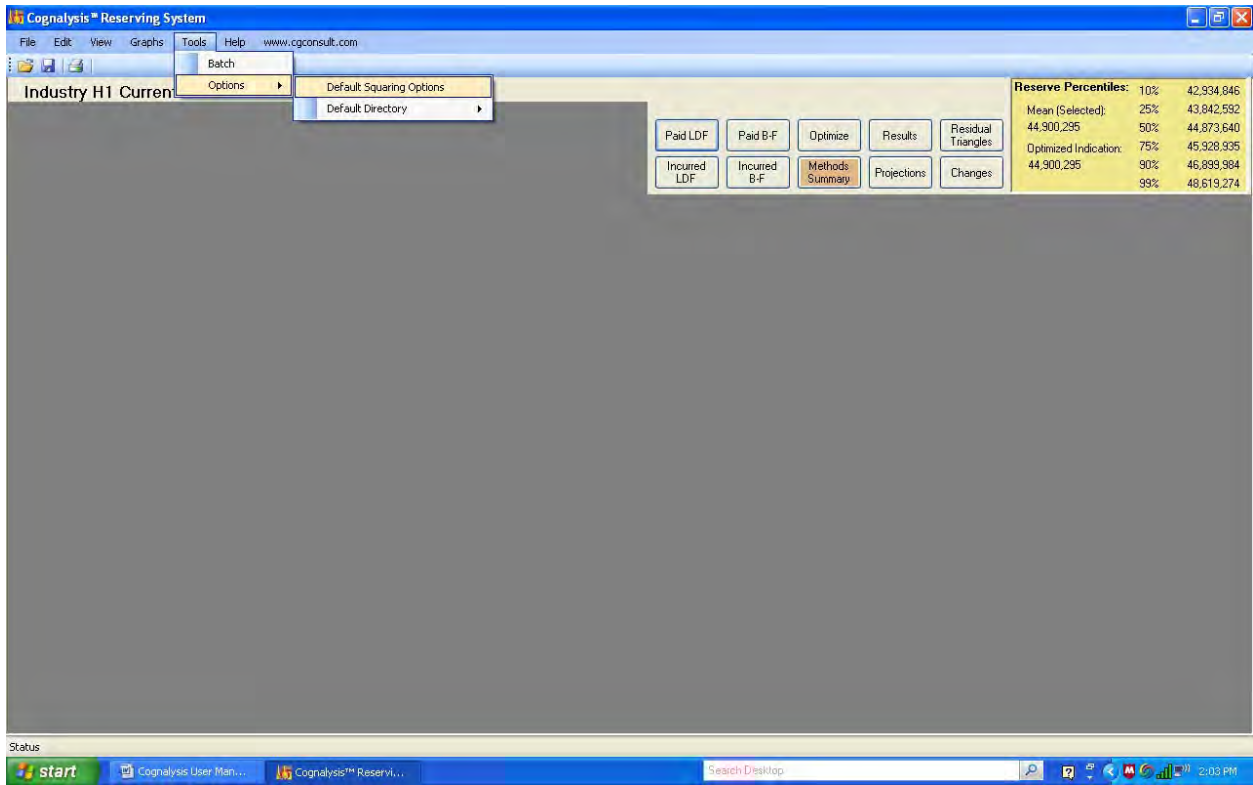 Cognalysis™ Reserving System
File Edit View Graphs Tools Help www.cgconsult.com
Batch
Options
Default Squaring Options
Default Directory
Industry H1 Curren
Paid LDF Paid B-F Optimize Results Residual Triangles
Incurred LDF Incurred B-F Methods Summary Projections Changes
Reserve Percentiles: 10% 42,934,846
Mean (Selected): 25% 43,842,592
44,900,295 50% 44,873,640
Optimized Indication: 75% 45,928,935
44,900,295 90% 46,899,984
99% 48,619,274
Status
start Cognalysis User Man... Cognalysis™ Reservi... Search Desktop 2:03 PM